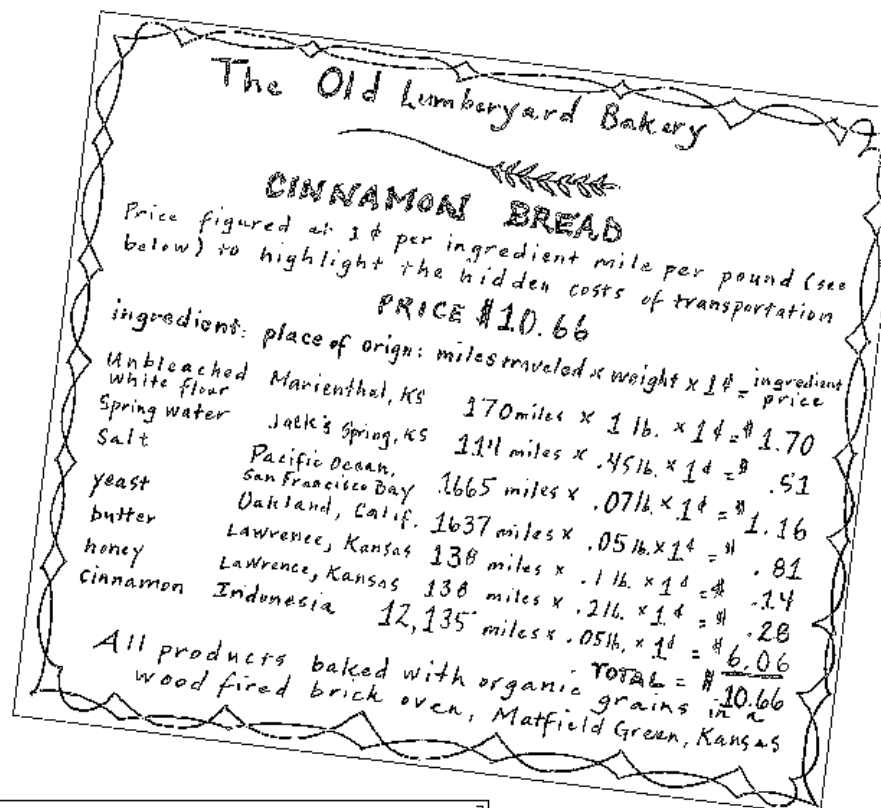 The Old Lumberyard Bakery
CINNAMON BREAD
Price figured at 1¢ per ingredient mile per pound (see
below) to highlight the hidden costs of transportation
PRICE $10.66
ingredient: place of orign: miles traveled x weight x 1¢ = ingredient price
Unbleached white flour Marienthal, KS 170 miles x 1 lb. x 1¢ = $ 1.70
Spring water Jack's Spring, KS 114 miles x .45 lb. x 1¢ = $ .51
Salt Pacific Ocean, San Francisco Bay 1665 miles x .07 lb. x 1¢ = $ 1.16
yeast Oakland, Calif. 1637 miles x .05 lb. x 1¢ = $ .81
butter Lawrence, Kansas 138 miles x .1 lb. x 1¢ = $ .14
honey Lawrence, Kansas 138 miles x .2 lb. x 1¢ = $ .28
cinnamon Indonesia 12,135 miles x .05 lb. x 1¢ = $ 6.06
TOTAL = $ 10.66
All products baked with organic grains in a
wood fired brick oven, Matfield Green, Kansas